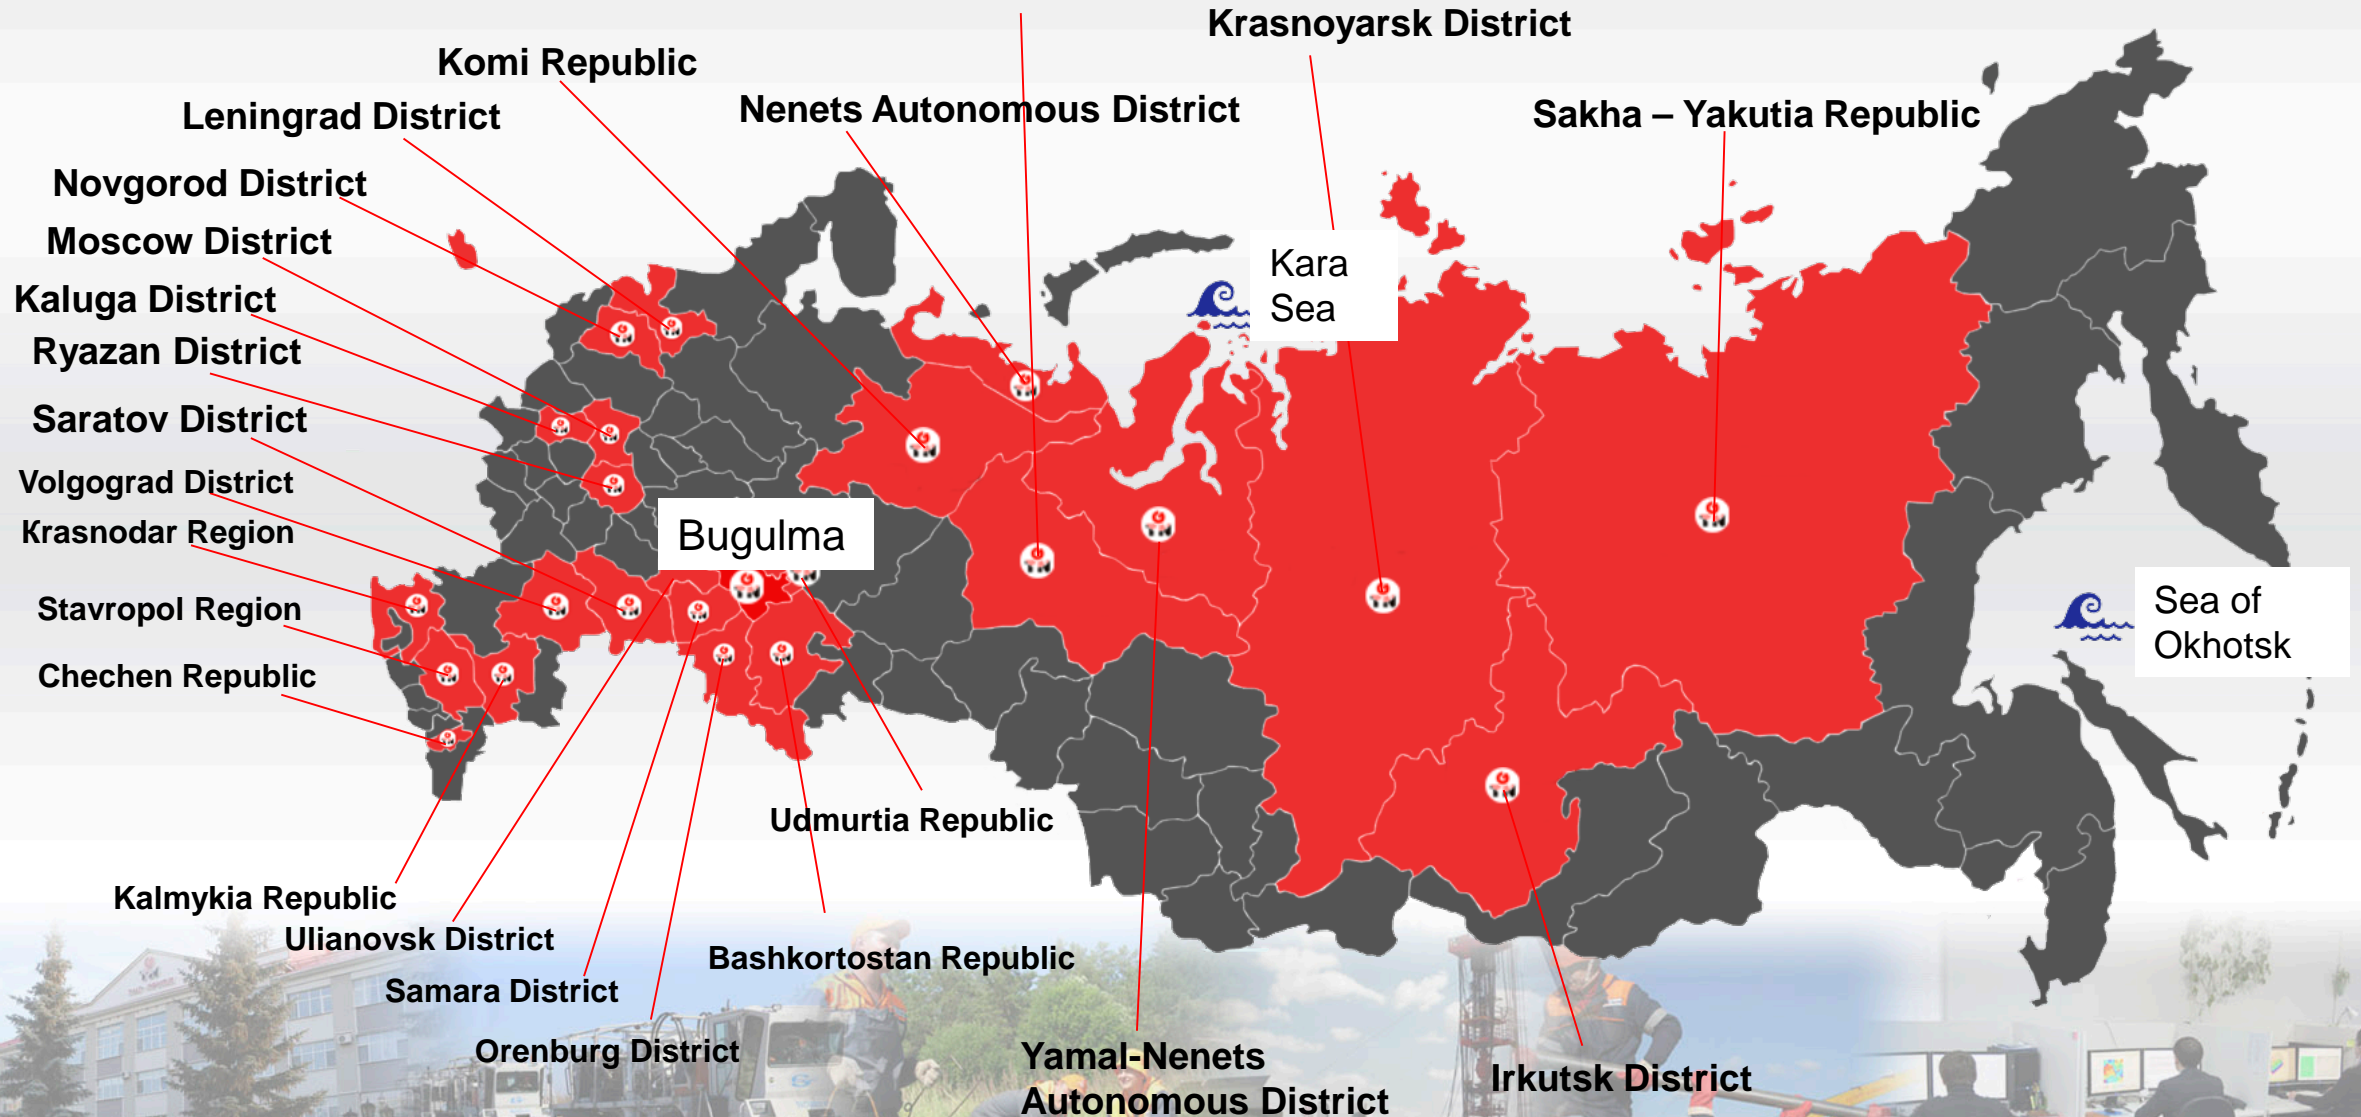 Krasnoyarsk District
Komi Republic
Nenets Autonomous District
Leningrad District
Sakha – Yakutia Republic
Novgorod District
Moscow District
Kara
Sea
Kaluga District
Ryazan District
Saratov District
Volgograd District
Krasnodar Region
Bugulma
Stavropol Region
Sea of
Okhotsk
Chechen Republic
Udmurtia Republic
Kalmykia Republic
Ulianovsk District
Bashkortostan Republic
Samara District
Orenburg District
Yamal-Nenets
Autonomous District
Irkutsk District